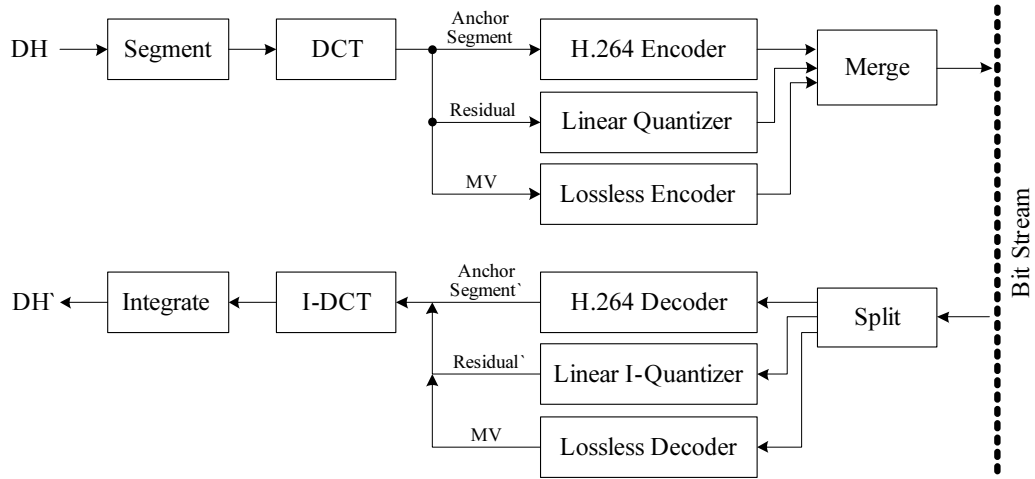 DH
Segment
DCT
Anchor
Segment
H.264 Encoder
Merge
Residual
Linear Quantizer
MV
Lossless Encoder
Bit Stream
DH`
Integrate
I-DCT
Anchor
Segment`
H.264 Decoder
Split
Residual`
Linear I-Quantizer
MV
Lossless Decoder